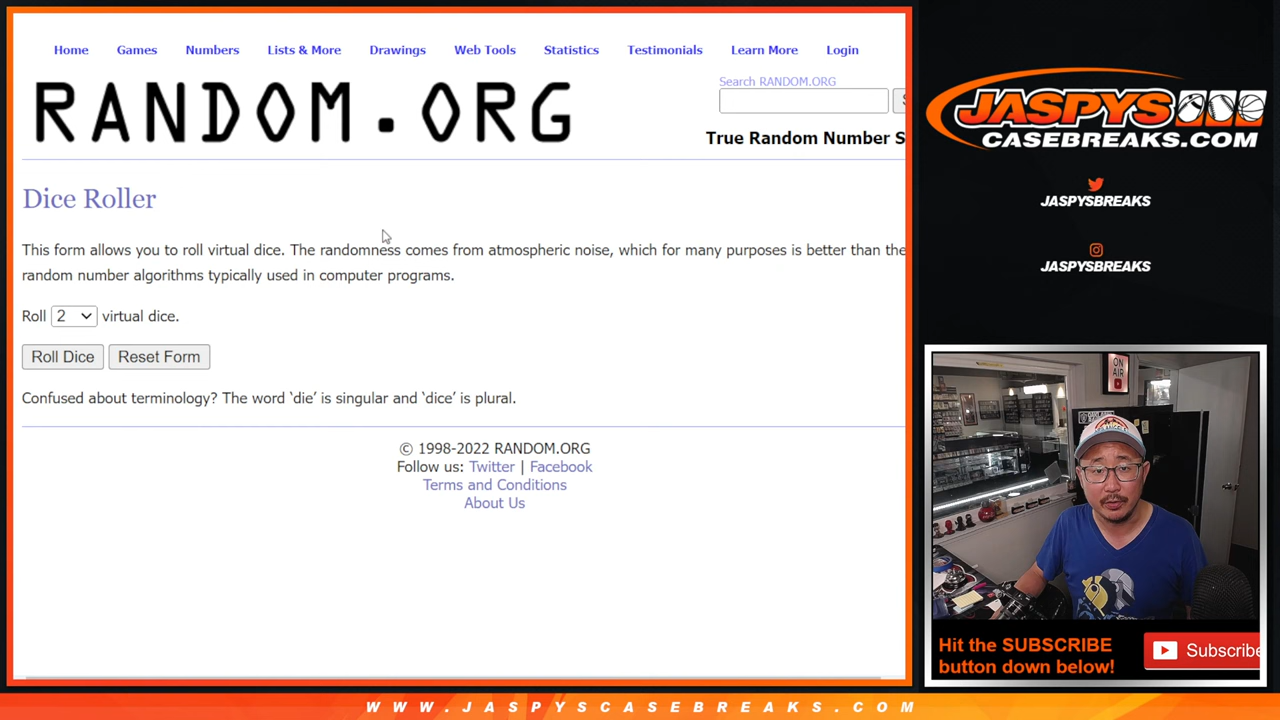 Home Games Numbers Lists & More Drawings Web Tools Statistics Testimonials Learn More Login
RANDOM.ORG
Search RANDOM.ORG
True Random Number S
Dice Roller
This form allows you to roll virtual dice. The randomness comes from atmospheric noise, which for many purposes is better than the
random number algorithms typically used in computer programs.
Roll 2 virtual dice.
Roll Dice Reset Form
Confused about terminology? The word ‘die’ is singular and ‘dice’ is plural.
© 1998-2022 RANDOM.ORG
Follow us: Twitter | Facebook
Terms and Conditions
About Us
JASPYS
CASEBREAKS.COM
JASPYSBREAKS
JASPYSBREAKS
ON
AIR
Hit the SUBSCRIBE
button down below!
Subscribe
WWW.JASPYSCASEBREAKS.COM